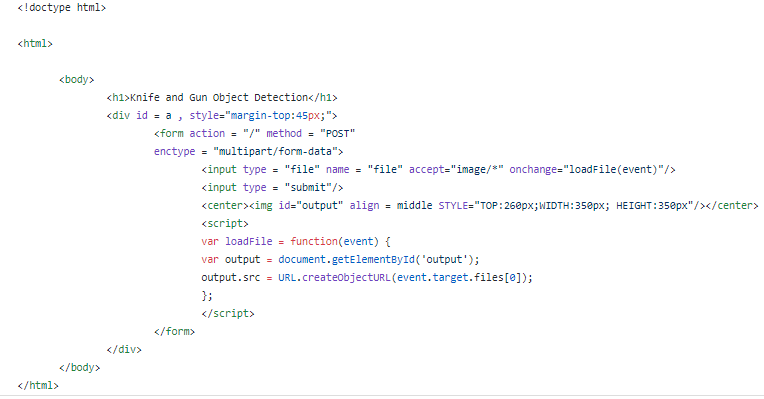 <!doctype html>
<html>
<body>
<h1>Knife and Gun Object Detection</h1>
<div id = a , style="margin-top:45px;">
<form action = "/" method = "POST"
enctype = "multipart/form-data">
<input type = "file" name = "file" accept="image/*" onchange="loadFile(event)"/>
<input type = "submit"/>
<center><img id="output" align = middle STYLE="TOP:260px;WIDTH:350px; HEIGHT:350px"/></center>
<script>
var loadFile = function(event) {
var output = document.getElementById('output');
output.src = URL.createObjectURL(event.target.files[0]);
};
</script>
</form>
</div>
</body>
</html>